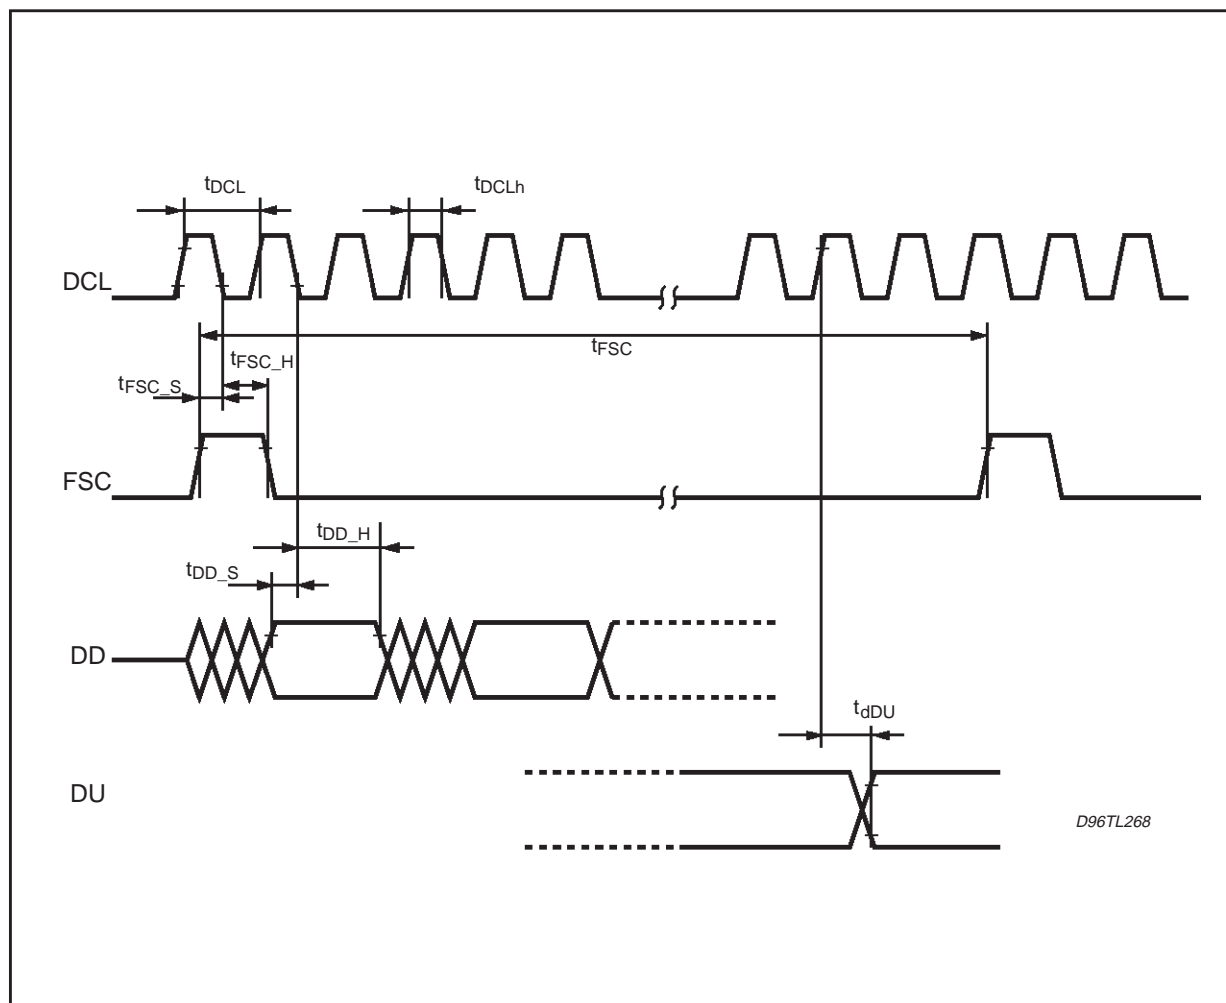 tDCL
tDCLh
DCL
tFSC
tFSC_H
tFSC_S
FSC
tDD_H
tDD_S
DD
tdDU
DU
D96TL268